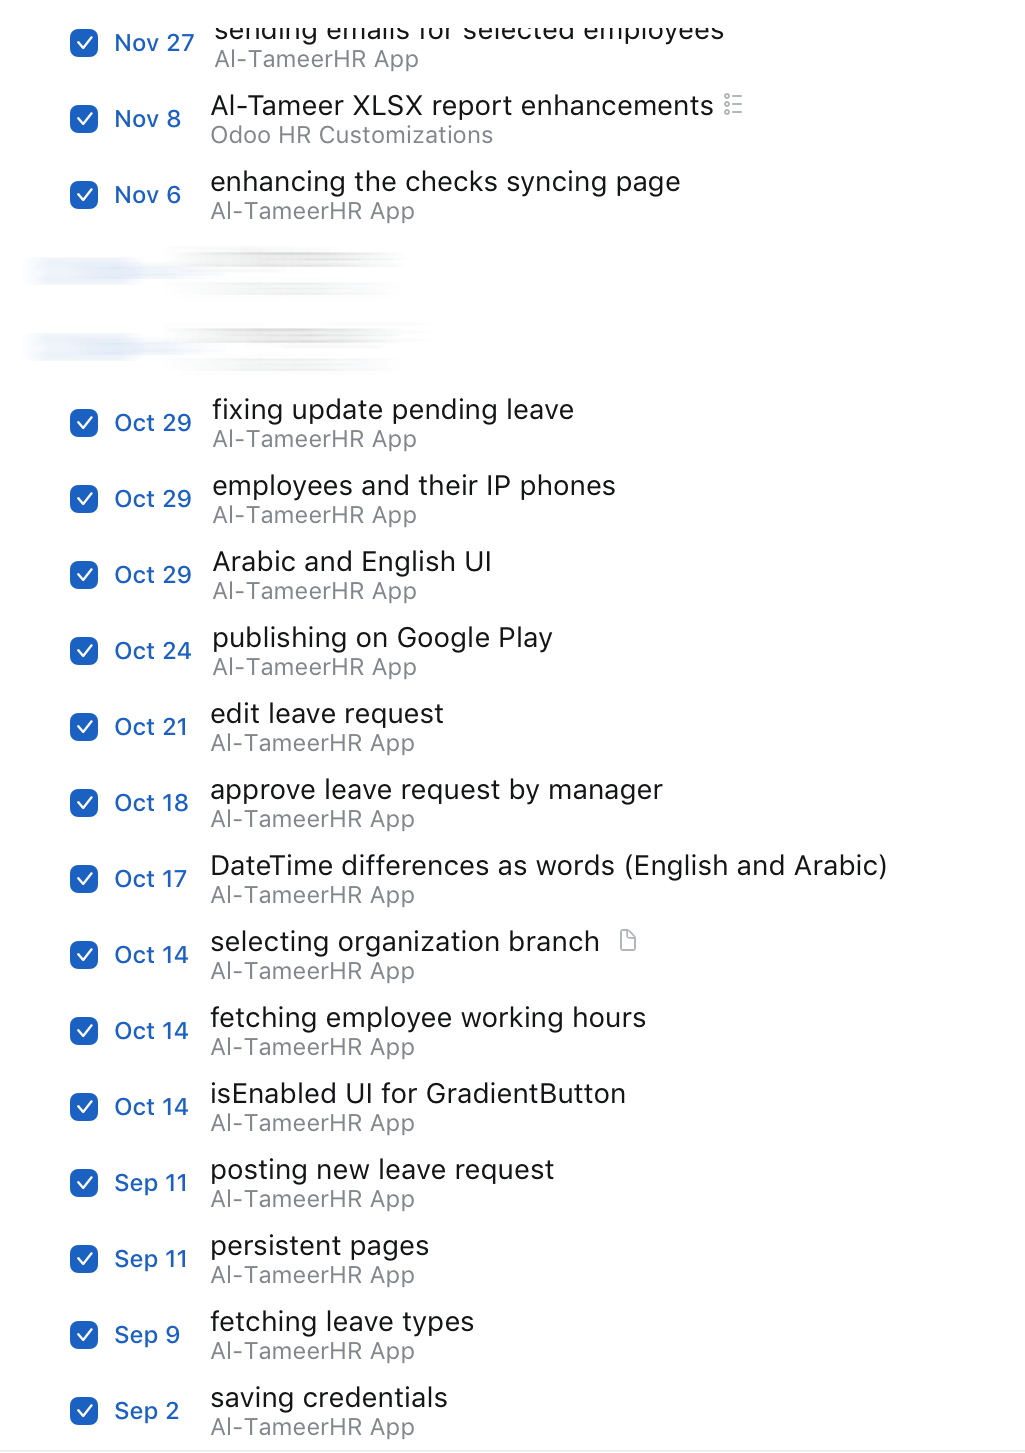 Nov 27 sending emails for selected employees
Al-TameerHR App
Nov 8 Al-Tameer XLSX report enhancements
Odoo HR Customizations
Nov 6 enhancing the checks syncing page
Al-TameerHR App
Oct 29 fixing update pending leave
Al-TameerHR App
Oct 29 employees and their IP phones
Al-TameerHR App
Oct 29 Arabic and English UI
Al-TameerHR App
Oct 24 publishing on Google Play
Al-TameerHR App
Oct 21 edit leave request
Al-TameerHR App
Oct 18 approve leave request by manager
Al-TameerHR App
Oct 17 DateTime differences as words (English and Arabic)
Al-TameerHR App
Oct 14 selecting organization branch
Al-TameerHR App
Oct 14 fetching employee working hours
Al-TameerHR App
Oct 14 isEnabled UI for GradientButton
Al-TameerHR App
Sep 11 posting new leave request
Al-TameerHR App
Sep 11 persistent pages
Al-TameerHR App
Sep 9 fetching leave types
Al-TameerHR App
Sep 2 saving credentials
Al-TameerHR App